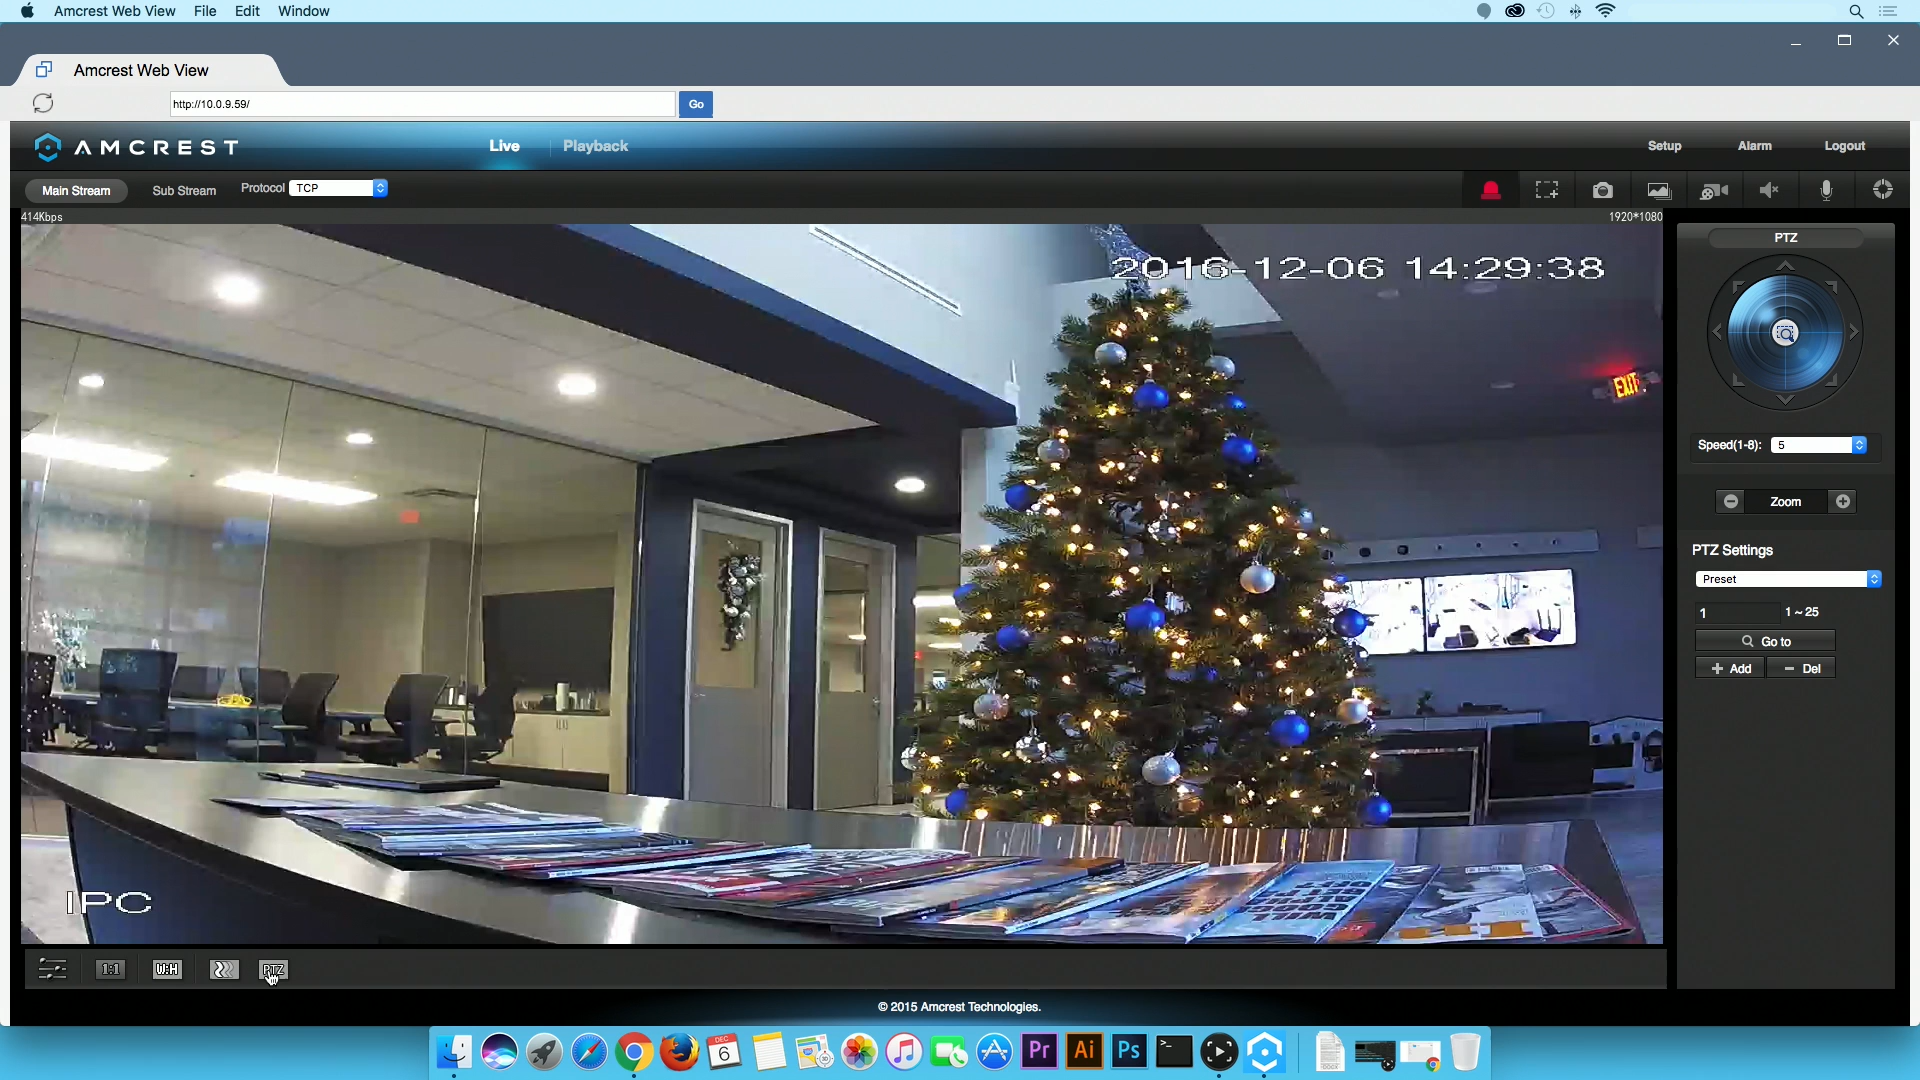 Amcrest Web View File Edit Window
Amcrest Web View
http://10.0.9.59/ Go
AMCREST Live Playback Setup Alarm Logout
Main Stream Sub Stream Protocol TCP
414Kbps 1920*1080
PTZ
2016-12-06 14:29:38
EXIT
Speed(1-8): 5
Zoom
PTZ Settings
Preset
1 1 ~ 25
Go to
Add Del
IPC
1:1 W:H PTZ
© 2015 Amcrest Technologies.
DEC
6
Pr Ai Ps